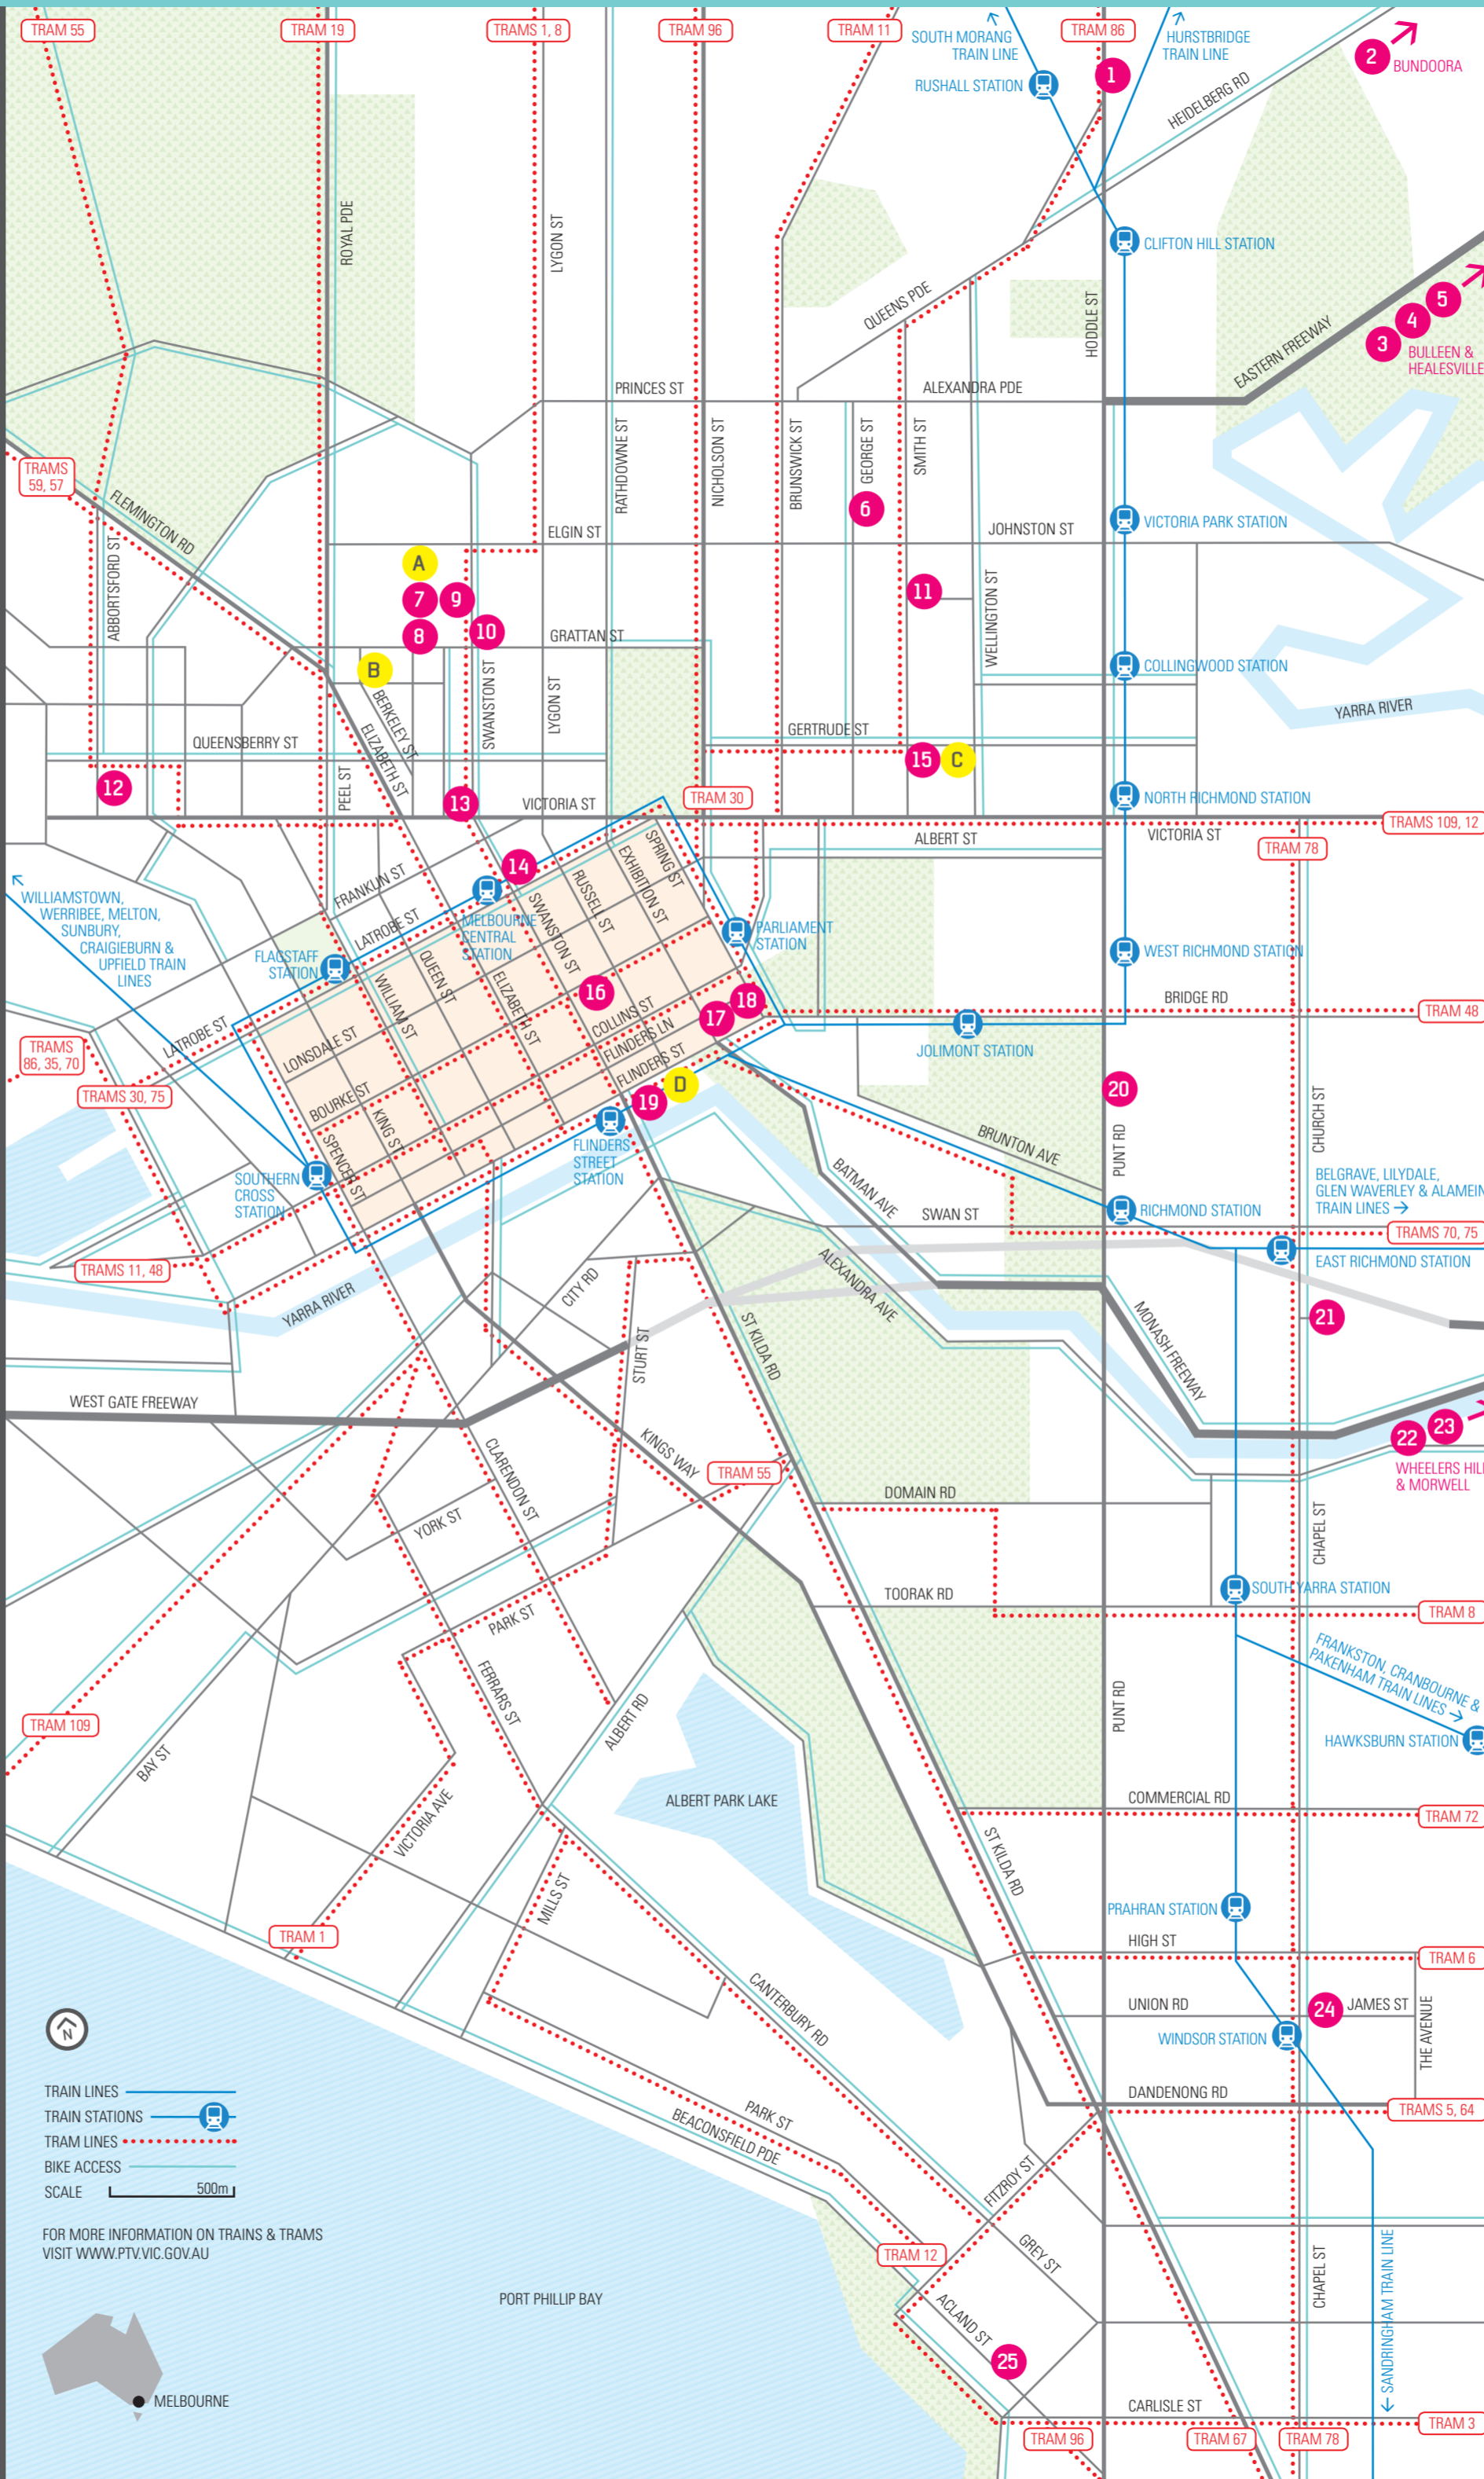 TRAM 55
TRAM 19
TRAMS 1, 8
TRAM 96
TRAM 11
SOUTH MORANG
TRAIN LINE
TRAM 86
HURSTBRIDGE
TRAIN LINE
2
BUNDOORA
RUSHALL STATION
1
HEIDELBERG RD
ROYAL PDE
LYGON ST
CLIFTON HILL STATION
QUEENS PDE
HODDLE ST
EASTERN FREEWAY
5
4
3
BULLEEN &
HEALESVILLE
PRINCES ST
ALEXANDRA PDE
RATHDOWNE ST
NICHOLSON ST
BRUNSWICK ST
GEORGE ST
SMITH ST
TRAMS
59, 57
FLEMINGTON RD
6
VICTORIA PARK STATION
ELGIN ST
JOHNSTON ST
ABBORTSFORD ST
A
7
9
8
10
11
WELLINGTON ST
GRATTAN ST
B
COLLINGWOOD STATION
BERKELEY ST
ELIZABETH ST
SWANSTON ST
LYGON ST
YARRA RIVER
QUEENSBERRY ST
GERTRUDE ST
15
C
12
PEEL ST
13
VICTORIA ST
TRAM 30
NORTH RICHMOND STATION
TRAMS 109, 12
ALBERT ST
VICTORIA ST
TRAM 78
14
SPRING ST
EXHIBITION ST
RUSSELL ST
SWANSTON ST
FRANKLIN ST
LATROBE ST
WILLIAMSTOWN,
WERRIBEE, MELTON,
SUNBURY,
CRAIGIEBURN &
UPFIELD TRAIN
LINES
MELBOURNE
CENTRAL
STATION
PARLIAMENT
STATION
FLAGSTAFF
STATION
WEST RICHMOND STATION
QUEEN ST
WILLIAM ST
ELIZABETH ST
16
17
18
BRIDGE RD
TRAM 48
COLLINS ST
FLINDERS LN
FLINDERS ST
LATROBE ST
LONSDALE ST
JOLIMONT STATION
TRAMS
86, 35, 70
TRAMS 30, 75
BOURKE ST
KING ST
SPENCER ST
D
19
20
CHURCH ST
FLINDERS
STREET
STATION
BRUNTON AVE
PUNT RD
SOUTHERN
CROSS
STATION
BATMAN AVE
BELGRAVE, LILYDALE,
GLEN WAVERLEY & ALAMEIN
TRAIN LINES
SWAN ST
RICHMOND STATION
TRAMS 70, 75
EAST RICHMOND STATION
TRAMS 11, 48
YARRA RIVER
CITY RD
ALEXANDRA AVE
STURT ST
ST KILDA RD
MONASH FREEWAY
21
WEST GATE FREEWAY
CLARENDON ST
KINGS WAY
TRAM 55
22
23
WHEELERS HILL
& MORWELL
DOMAIN RD
YORK ST
CHAPEL ST
TOORAK RD
SOUTH YARRA STATION
TRAM 8
PARK ST
FERRARS ST
FRANKSTON, CRANBOURNE &
PAKENHAM TRAIN LINES
TRAM 109
ALBERT RD
PUNT RD
HAWKSBURN STATION
BAY ST
ALBERT PARK LAKE
COMMERCIAL RD
TRAM 72
VICTORIA AVE
ST KILDA RD
MILLS ST
PRAHRAN STATION
TRAM 1
HIGH ST
TRAM 6
CANTERBURY RD
UNION RD
24
JAMES ST
THE AVENUE
WINDSOR STATION
N
TRAIN LINES
TRAIN STATIONS
TRAM LINES
BIKE ACCESS
SCALE
500m
DANDENONG RD
TRAMS 5, 64
PARK ST
BEACONSFIELD PDE
FITZROY ST
FOR MORE INFORMATION ON TRAINS & TRAMS
VISIT WWW.PTV.VIC.GOV.AU
TRAM 12
GREY ST
PORT PHILLIP BAY
ACLAND ST
CHAPEL ST
SANDRINGHAM TRAIN LINE
25
MELBOURNE
CARLISLE ST
TRAM 3
TRAM 96
TRAM 67
TRAM 78